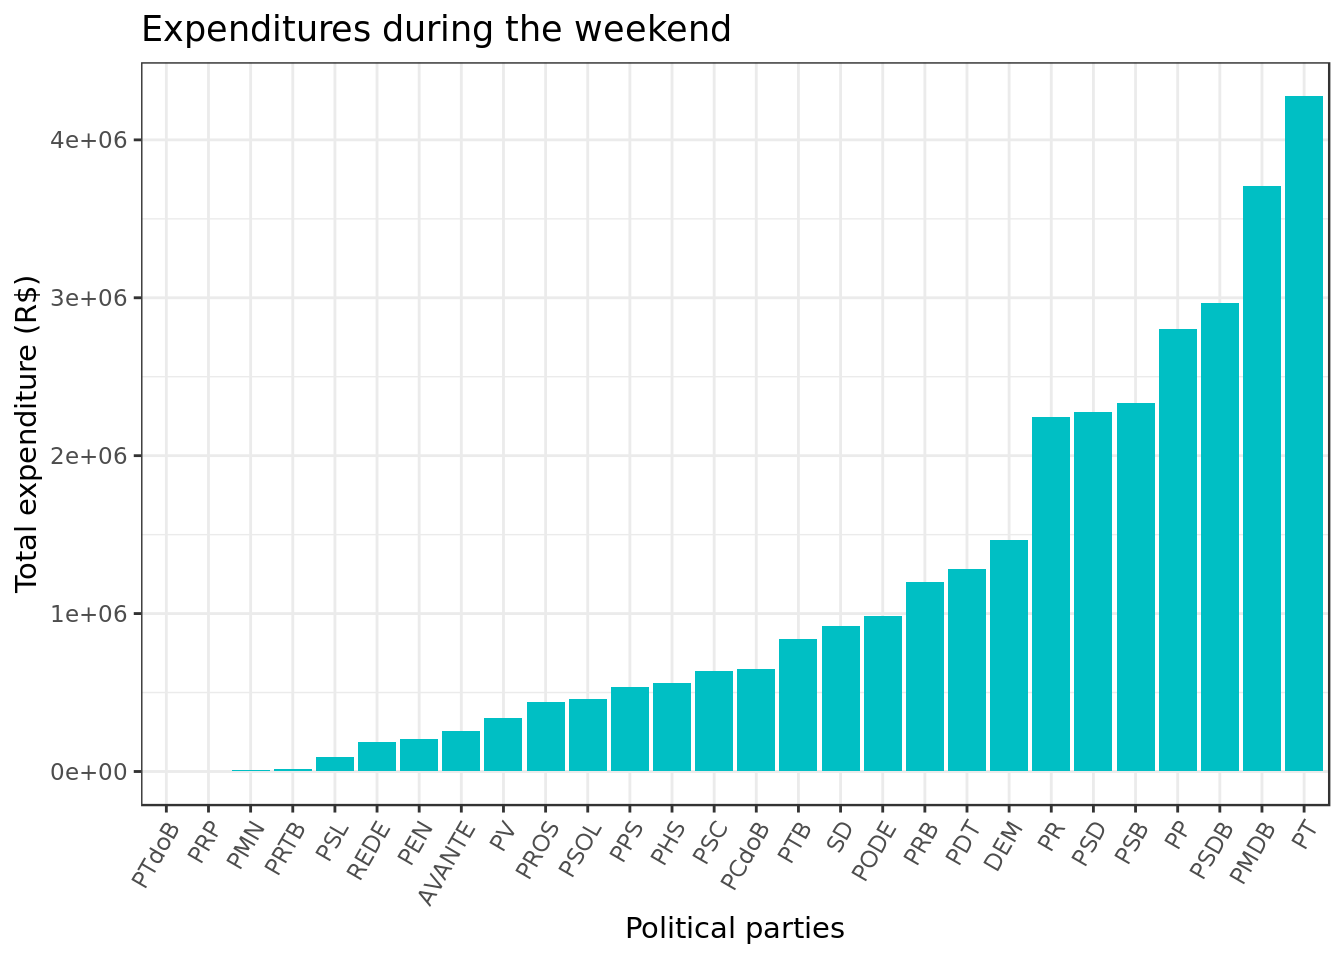 Expenditures during the weekend
Total expenditure (R$)
4e+06
3e+06
2e+06
1e+06
0e+00
PTdoB
PRP
PMN
PRTB
PSL
REDE
PEN
AVANTE
PV
PROS
PSOL
PPS
PHS
PSC
PCdoB
PTB
SD
PODE
PRB
PDT
DEM
PR
PSD
PSB
PP
PSDB
PMDB
PT
Political parties